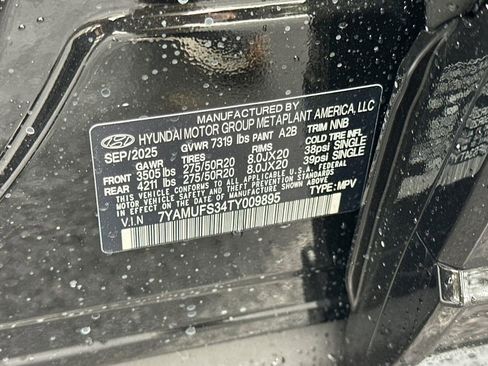 MANUFACTURED BY
HYUNDAI MOTOR GROUP METAPLANT AMERICA, LLC
SEP/2025 GVWR 7319 lbs PAINT A2B TRIM NNB
GAWR TIRES RIMS COLD TIRE INFL
FRONT 3505 lbs 275/50R20 8.0JX20 38psi SINGLE
REAR 4211 lbs 275/50R20 8.0JX20 39psi SINGLE
THIS VEHICLE CONFORMS TO ALL APPLICABLE FEDERAL
MOTOR VEHICLE SAFETY, AND THEFT PREVENTION STANDARDS
IN EFFECT ON THE DATE OF MANUFACTURE SHOWN ABOVE.
V.I.N 7YAMUFS34TY009895 TYPE: MPV